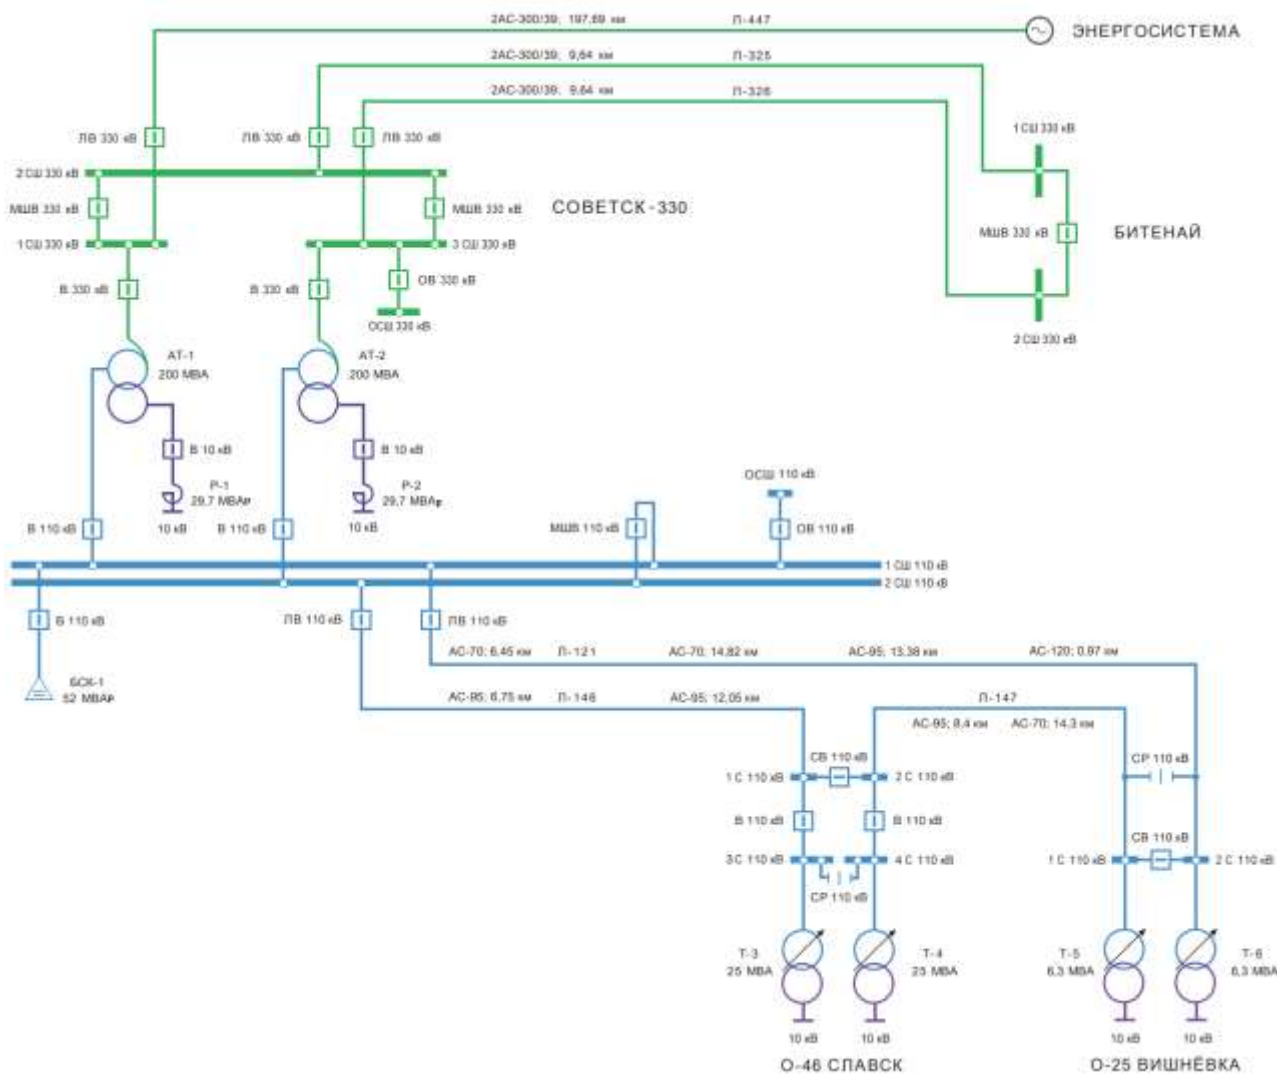 2АС-300/39; 197,69 км Л-447
ЭНЕРГОСИСТЕМА
2АС-300/39; 9,64 км Л-325
2АС-300/39; 9,64 км Л-326
ЛВ 330 кВ ЛВ 330 кВ ЛВ 330 кВ
1 СШ 330 кВ
2 СШ 330 кВ
МШВ 330 кВ МШВ 330 кВ
СОВЕТСК-330
МШВ 330 кВ
БИТЕНАЙ
1 СШ 330 кВ 3 СШ 330 кВ
В 330 кВ В 330 кВ ОВ 330 кВ
ОСШ 330 кВ
2 СШ 330 кВ
АТ-1
200 МВА
АТ-2
200 МВА
В 10 кВ В 10 кВ
Р-1
29,7 МВАр
10 кВ
Р-2
29,7 МВАр
10 кВ
ОСШ 110 кВ
В 110 кВ В 110 кВ МШВ 110 кВ ОВ 110 кВ
1 СШ 110 кВ
2 СШ 110 кВ
Б 110 кВ ЛВ 110 кВ ЛВ 110 кВ
АС-70; 6,45 км Л-121 АС-70; 14,82 км АС-95; 13,38 км АС-120; 0,97 км
БСК-1
52 МВАр
АС-95; 6,75 км Л-146 АС-95; 12,05 км Л-147
АС-95; 8,4 км АС-70; 14,3 км
СВ 110 кВ СР 110 кВ
1 С 110 кВ 2 С 110 кВ
В 110 кВ В 110 кВ СВ 110 кВ
3 С 110 кВ 4 С 110 кВ 1 С 110 кВ 2 С 110 кВ
СР 110 кВ
Т-3
25 МВА
Т-4
25 МВА
Т-5
6,3 МВА
Т-6
6,3 МВА
10 кВ 10 кВ 10 кВ 10 кВ
О-46 СЛАВСК О-25 ВИШНЁВКА